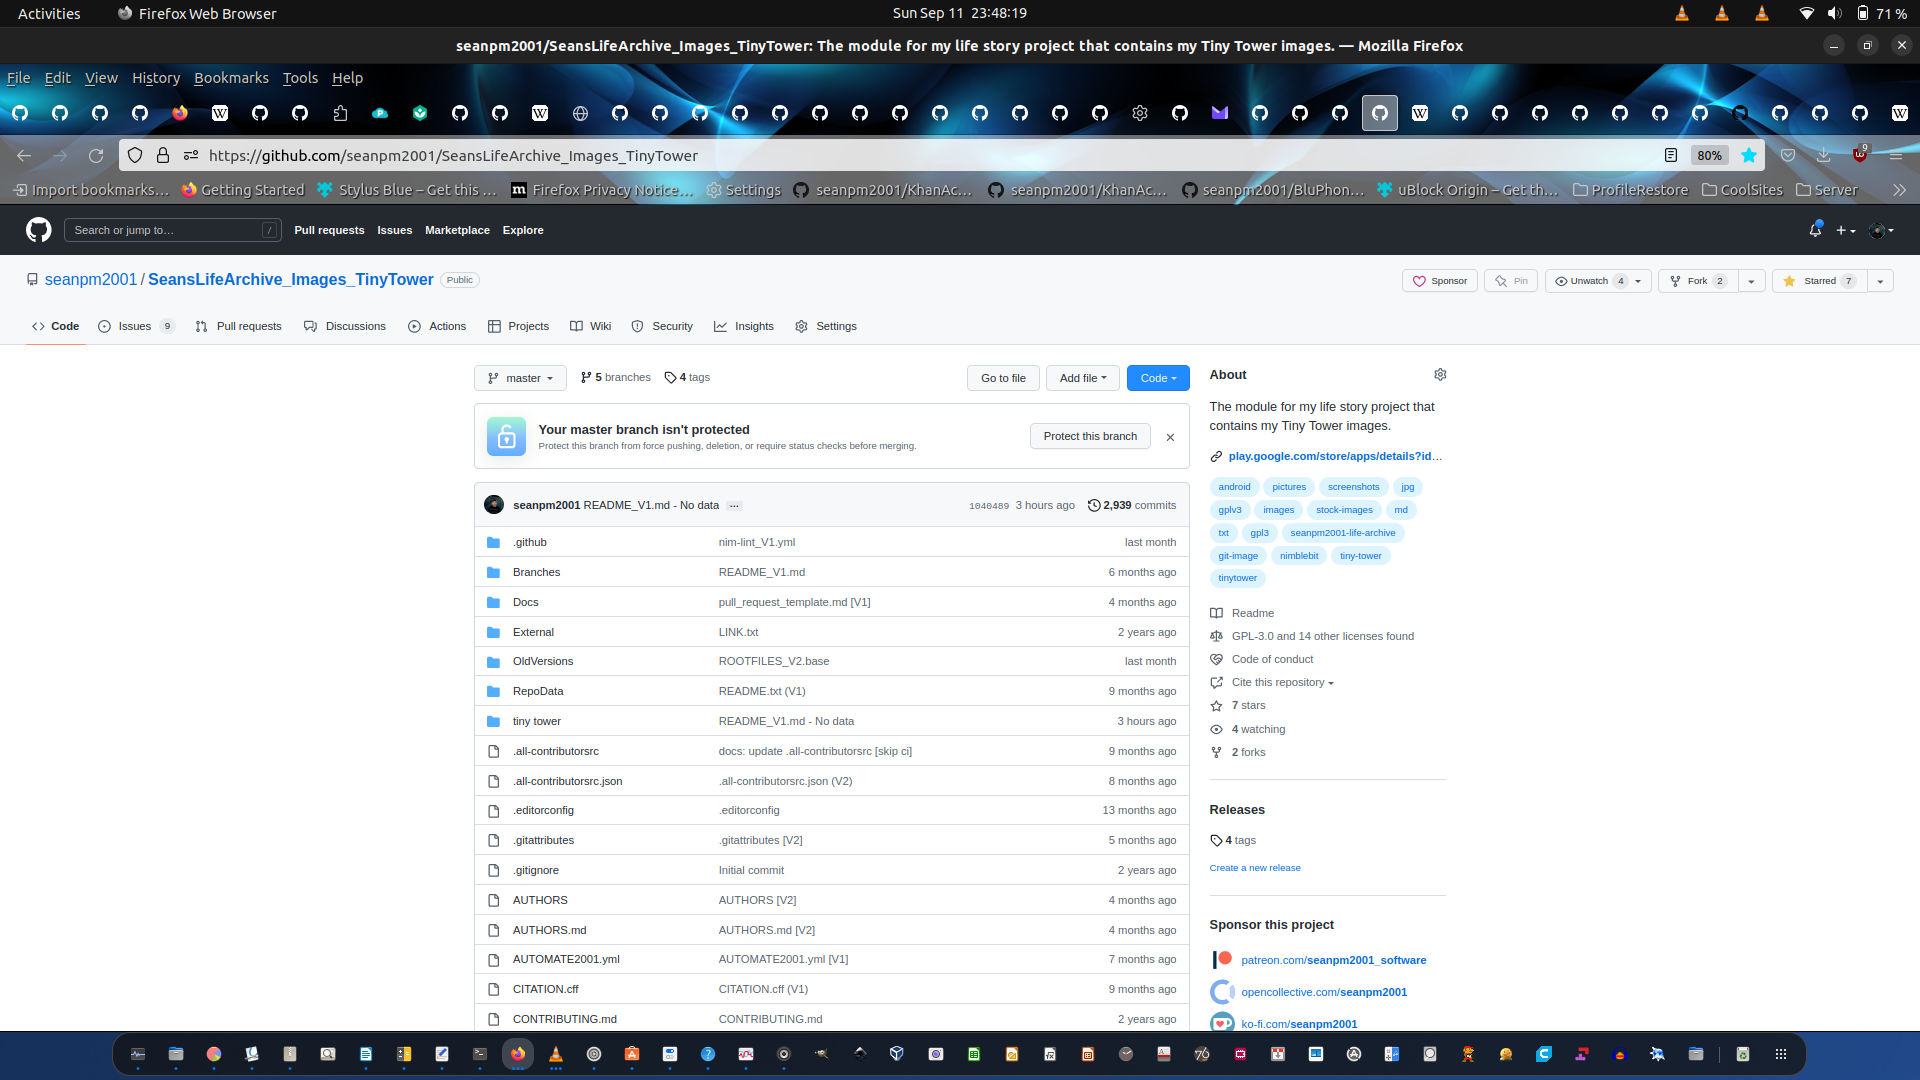 Activities
Firefox Web Browser
Sun Sep 11 23:48:19
71 %
seanpm2001/SeansLifeArchive_Images_TinyTower: The module for my life story project that contains my Tiny Tower images. — Mozilla Firefox
File Edit View History Bookmarks Tools Help
https://github.com/seanpm2001/SeansLifeArchive_Images_TinyTower
80%
9
Import bookmarks… Getting Started Stylus Blue – Get this … Firefox Privacy Notice… Settings seanpm2001/KhanAc… seanpm2001/KhanAc… seanpm2001/BluPhon… uBlock Origin – Get th… ProfileRestore CoolSites Server
Search or jump to… /
Pull requests Issues Marketplace Explore
seanpm2001 / SeansLifeArchive_Images_TinyTower Public
Sponsor Pin Unwatch 4 Fork 2 Starred 7
Code Issues 9 Pull requests Discussions Actions Projects Wiki Security Insights Settings
master 5 branches 4 tags
Go to file Add file Code
Your master branch isn't protected
Protect this branch from force pushing, deletion, or require status checks before merging.
Protect this branch
seanpm2001 README_V1.md - No data ... 1040489 3 hours ago 2,939 commits
.github nim-lint_V1.yml last month
Branches README_V1.md 6 months ago
Docs pull_request_template.md [V1] 4 months ago
External LINK.txt 2 years ago
OldVersions ROOTFILES_V2.base last month
RepoData README.txt (V1) 9 months ago
tiny tower README_V1.md - No data 3 hours ago
.all-contributorsrc docs: update .all-contributorsrc [skip ci] 9 months ago
.all-contributorsrc.json .all-contributorsrc.json (V2) 8 months ago
.editorconfig .editorconfig 13 months ago
.gitattributes .gitattributes [V2] 5 months ago
.gitignore Initial commit 2 years ago
AUTHORS AUTHORS [V2] 4 months ago
AUTHORS.md AUTHORS.md [V2] 4 months ago
AUTOMATE2001.yml AUTOMATE2001.yml [V1] 7 months ago
CITATION.cff CITATION.cff (V1) 9 months ago
CONTRIBUTING.md CONTRIBUTING.md 2 years ago
About
The module for my life story project that
contains my Tiny Tower images.
play.google.com/store/apps/details?id…
android pictures screenshots jpg
gplv3 images stock-images md
txt gpl3 seanpm2001-life-archive
git-image nimblebit tiny-tower
tinytower
Readme
GPL-3.0 and 14 other licenses found
Code of conduct
Cite this repository
7 stars
4 watching
2 forks
Releases
4 tags
Create a new release
Sponsor this project
patreon.com/seanpm2001_software
opencollective.com/seanpm2001
ko-fi.com/seanpm2001